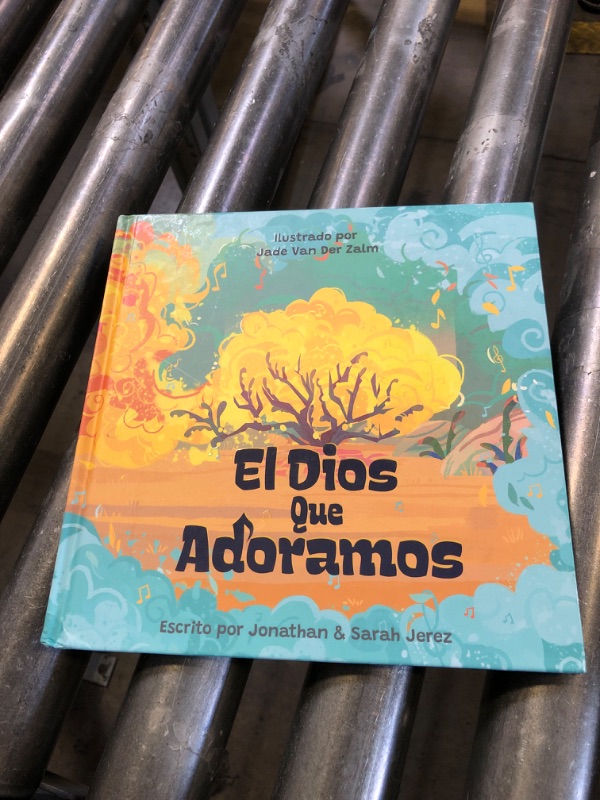 Ilustrado por
Jade Van Der Zalm
El Dios
Que
Adoramos
Escrito por Jonathan & Sarah Jerez